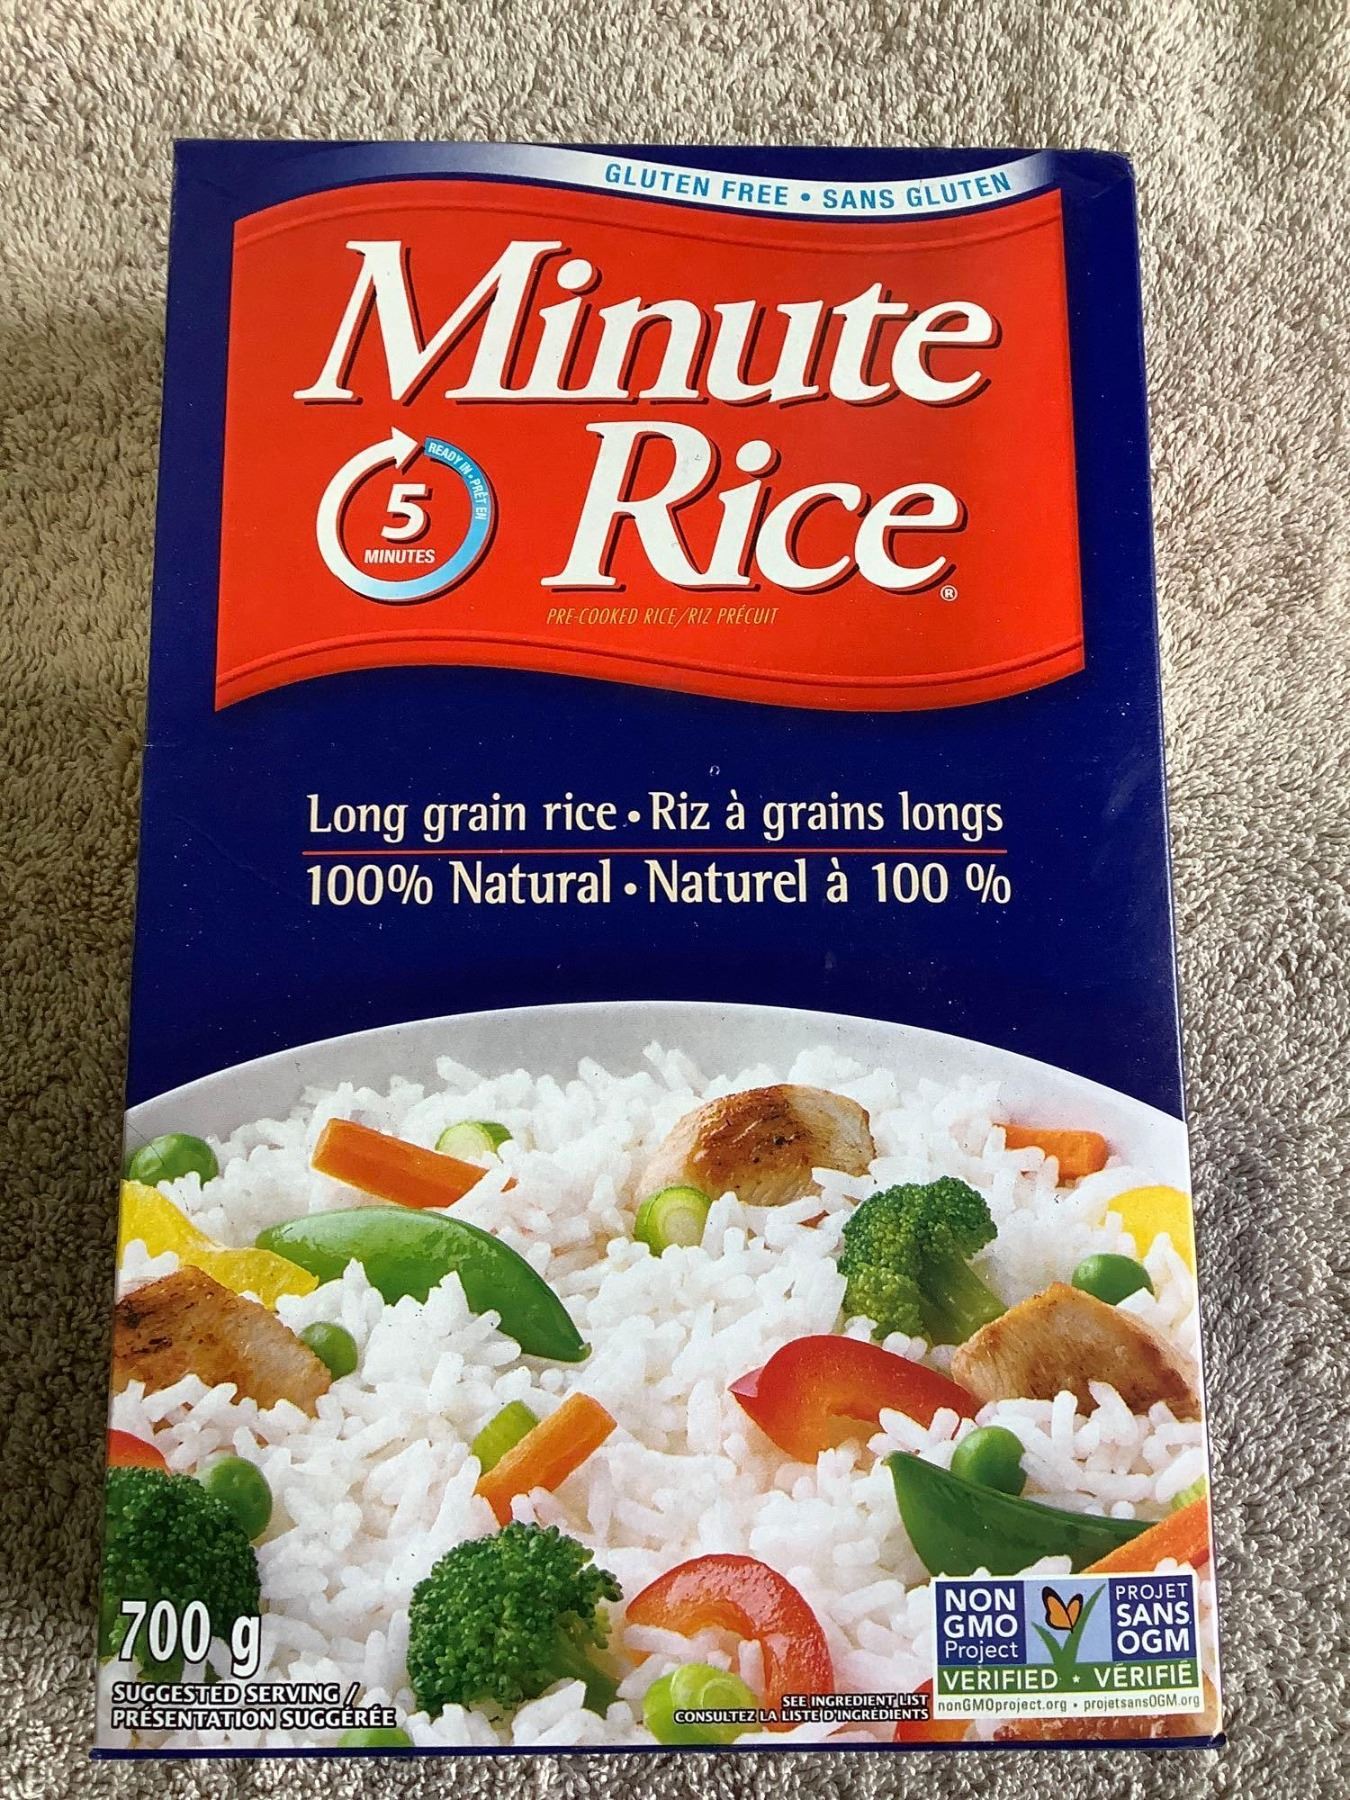 GLUTEN FREE • SANS GLUTEN
Minute
Rice®
READY IN • PRÊT EN
5
MINUTES
PRE-COOKED RICE/RIZ PRÉCUIT
Long grain rice • Riz à grains longs
100% Natural • Naturel à 100 %
700 g
SUGGESTED SERVING /
PRÉSENTATION SUGGÉRÉE
SEE INGREDIENT LIST
CONSULTEZ LA LISTE D'INGRÉDIENTS
NON
GMO
Project
PROJET
SANS
OGM
VERIFIED • VÉRIFIÉ
nonGMOproject.org • projetsansOGM.org